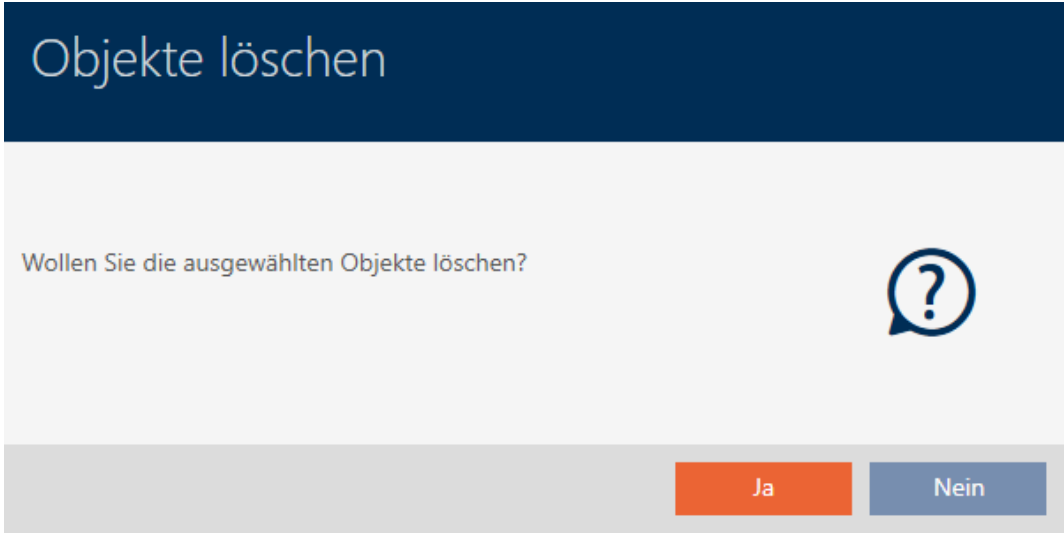 Objekte löschen
Wollen Sie die ausgewählten Objekte löschen?
?
Ja
Nein